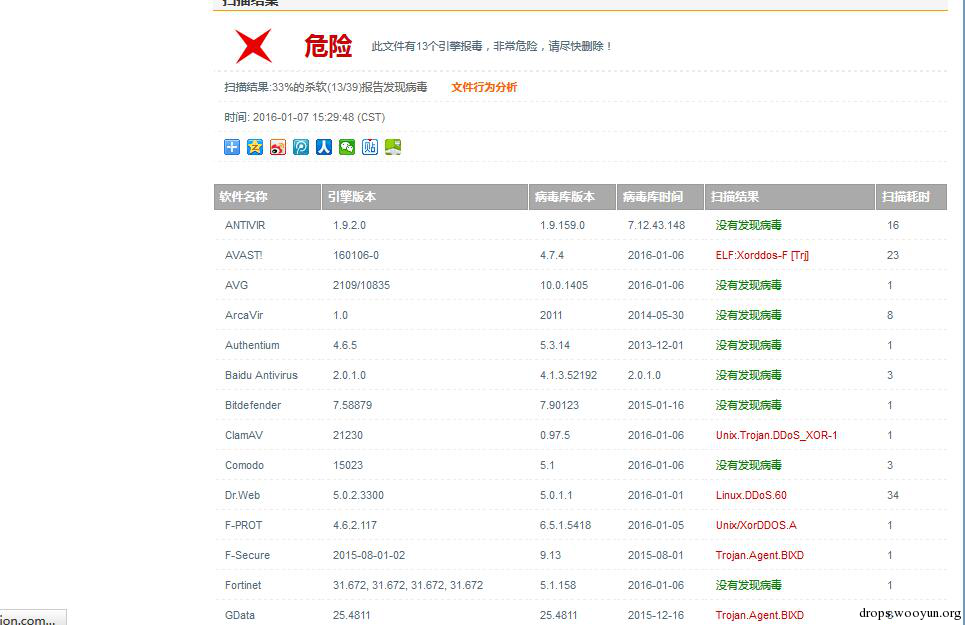 扫描结果
危险 此文件有13个引擎报毒，非常危险，请尽快删除！
扫描结果:33%的杀软(13/39)报告发现病毒 文件行为分析
时间: 2016-01-07 15:29:48 (CST)
软件名称 引擎版本 病毒库版本 病毒库时间 扫描结果 扫描耗时
ANTIVIR 1.9.2.0 1.9.159.0 7.12.43.148 没有发现病毒 16
AVAST! 160106-0 4.7.4 2016-01-06 ELF:Xorddos-F [Trj] 23
AVG 2109/10835 10.0.1405 2016-01-06 没有发现病毒 1
ArcaVir 1.0 2011 2014-05-30 没有发现病毒 8
Authentium 4.6.5 5.3.14 2013-12-01 没有发现病毒 1
Baidu Antivirus 2.0.1.0 4.1.3.52192 2.0.1.0 没有发现病毒 3
Bitdefender 7.58879 7.90123 2015-01-16 没有发现病毒 1
ClamAV 21230 0.97.5 2016-01-06 Unix.Trojan.DDoS_XOR-1 1
Comodo 15023 5.1 2016-01-06 没有发现病毒 3
Dr.Web 5.0.2.3300 5.0.1.1 2016-01-01 Linux.DDoS.60 34
F-PROT 4.6.2.117 6.5.1.5418 2016-01-05 Unix/XorDDOS.A 1
F-Secure 2015-08-01-02 9.13 2015-08-01 Trojan.Agent.BIXD 1
Fortinet 31.672, 31.672, 31.672, 31.672 5.1.158 2016-01-06 没有发现病毒 1
GData 25.4811 25.4811 2015-12-16 Trojan.Agent.BIXD
ion.com...
drops.wooyun.org